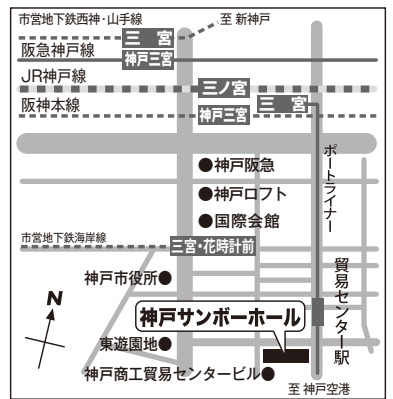 市営地下鉄西神・山手線
至 新神戸
三 宮
阪急神戸線
神戸三宮
JR神戸線
三ノ宮
阪神本線
三 宮
神戸三宮
ポートライナー
●神戸阪急
●神戸ロフト
●国際会館
市営地下鉄海岸線
三宮・花時計前
貿易センター駅
神戸市役所●
N
神戸サンボーホール
東遊園地●
神戸商工貿易センタービル●
至 神戸空港